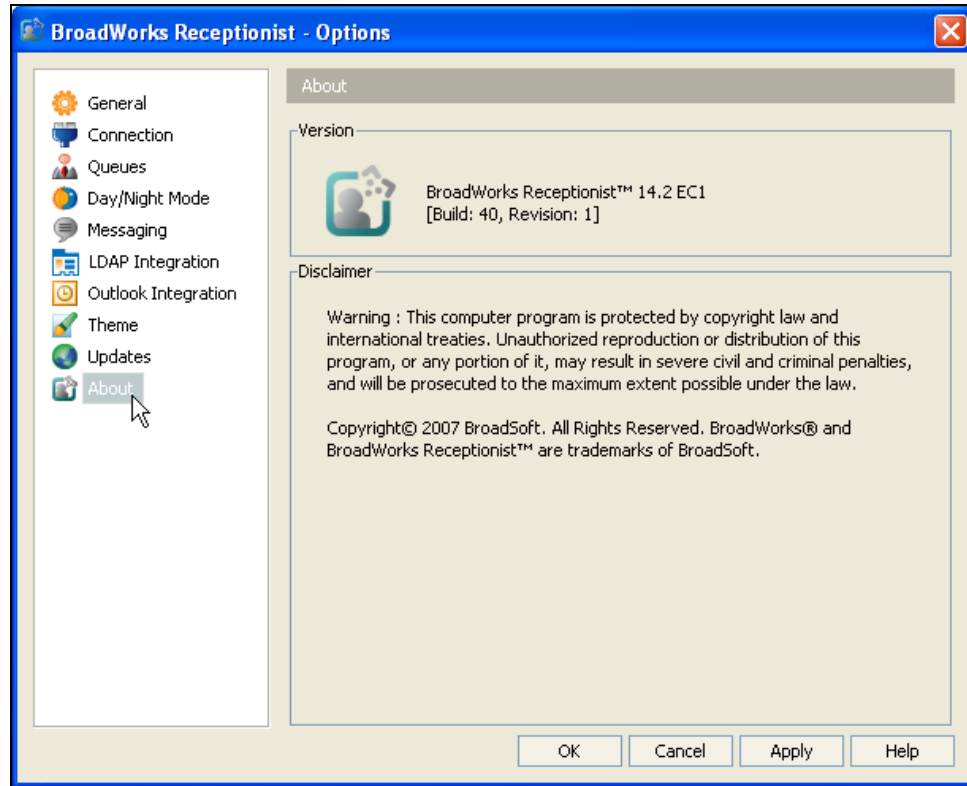 BroadWorks Receptionist - Options
General
Connection
Queues
Day/Night Mode
Messaging
LDAP Integration
Outlook Integration
Theme
Updates
About
About
Version
BroadWorks Receptionist™ 14.2 EC1
[Build: 40, Revision: 1]
Disclaimer
Warning : This computer program is protected by copyright law and
international treaties. Unauthorized reproduction or distribution of this
program, or any portion of it, may result in severe civil and criminal penalties,
and will be prosecuted to the maximum extent possible under the law.
Copyright© 2007 BroadSoft. All Rights Reserved. BroadWorks® and
BroadWorks Receptionist™ are trademarks of BroadSoft.
OK
Cancel
Apply
Help